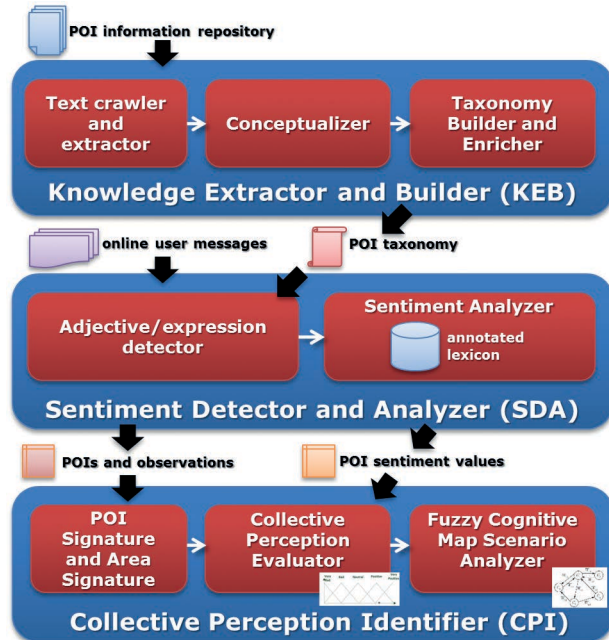 POI information repository
Text crawler
and
extractor
Conceptualizer
Taxonomy
Builder and
Enricher
Knowledge Extractor and Builder (KEB)
online user messages
POI taxonomy
Adjective/expression
detector
Sentiment Analyzer
annotated
lexicon
Sentiment Detector and Analyzer (SDA)
POIs and observations
POI sentiment values
POI
Signature
and Area
Signature
Collective
Perception
Evaluator
Fuzzy Cognitive
Map Scenario
Analyzer
Collective Perception Identifier (CPI)